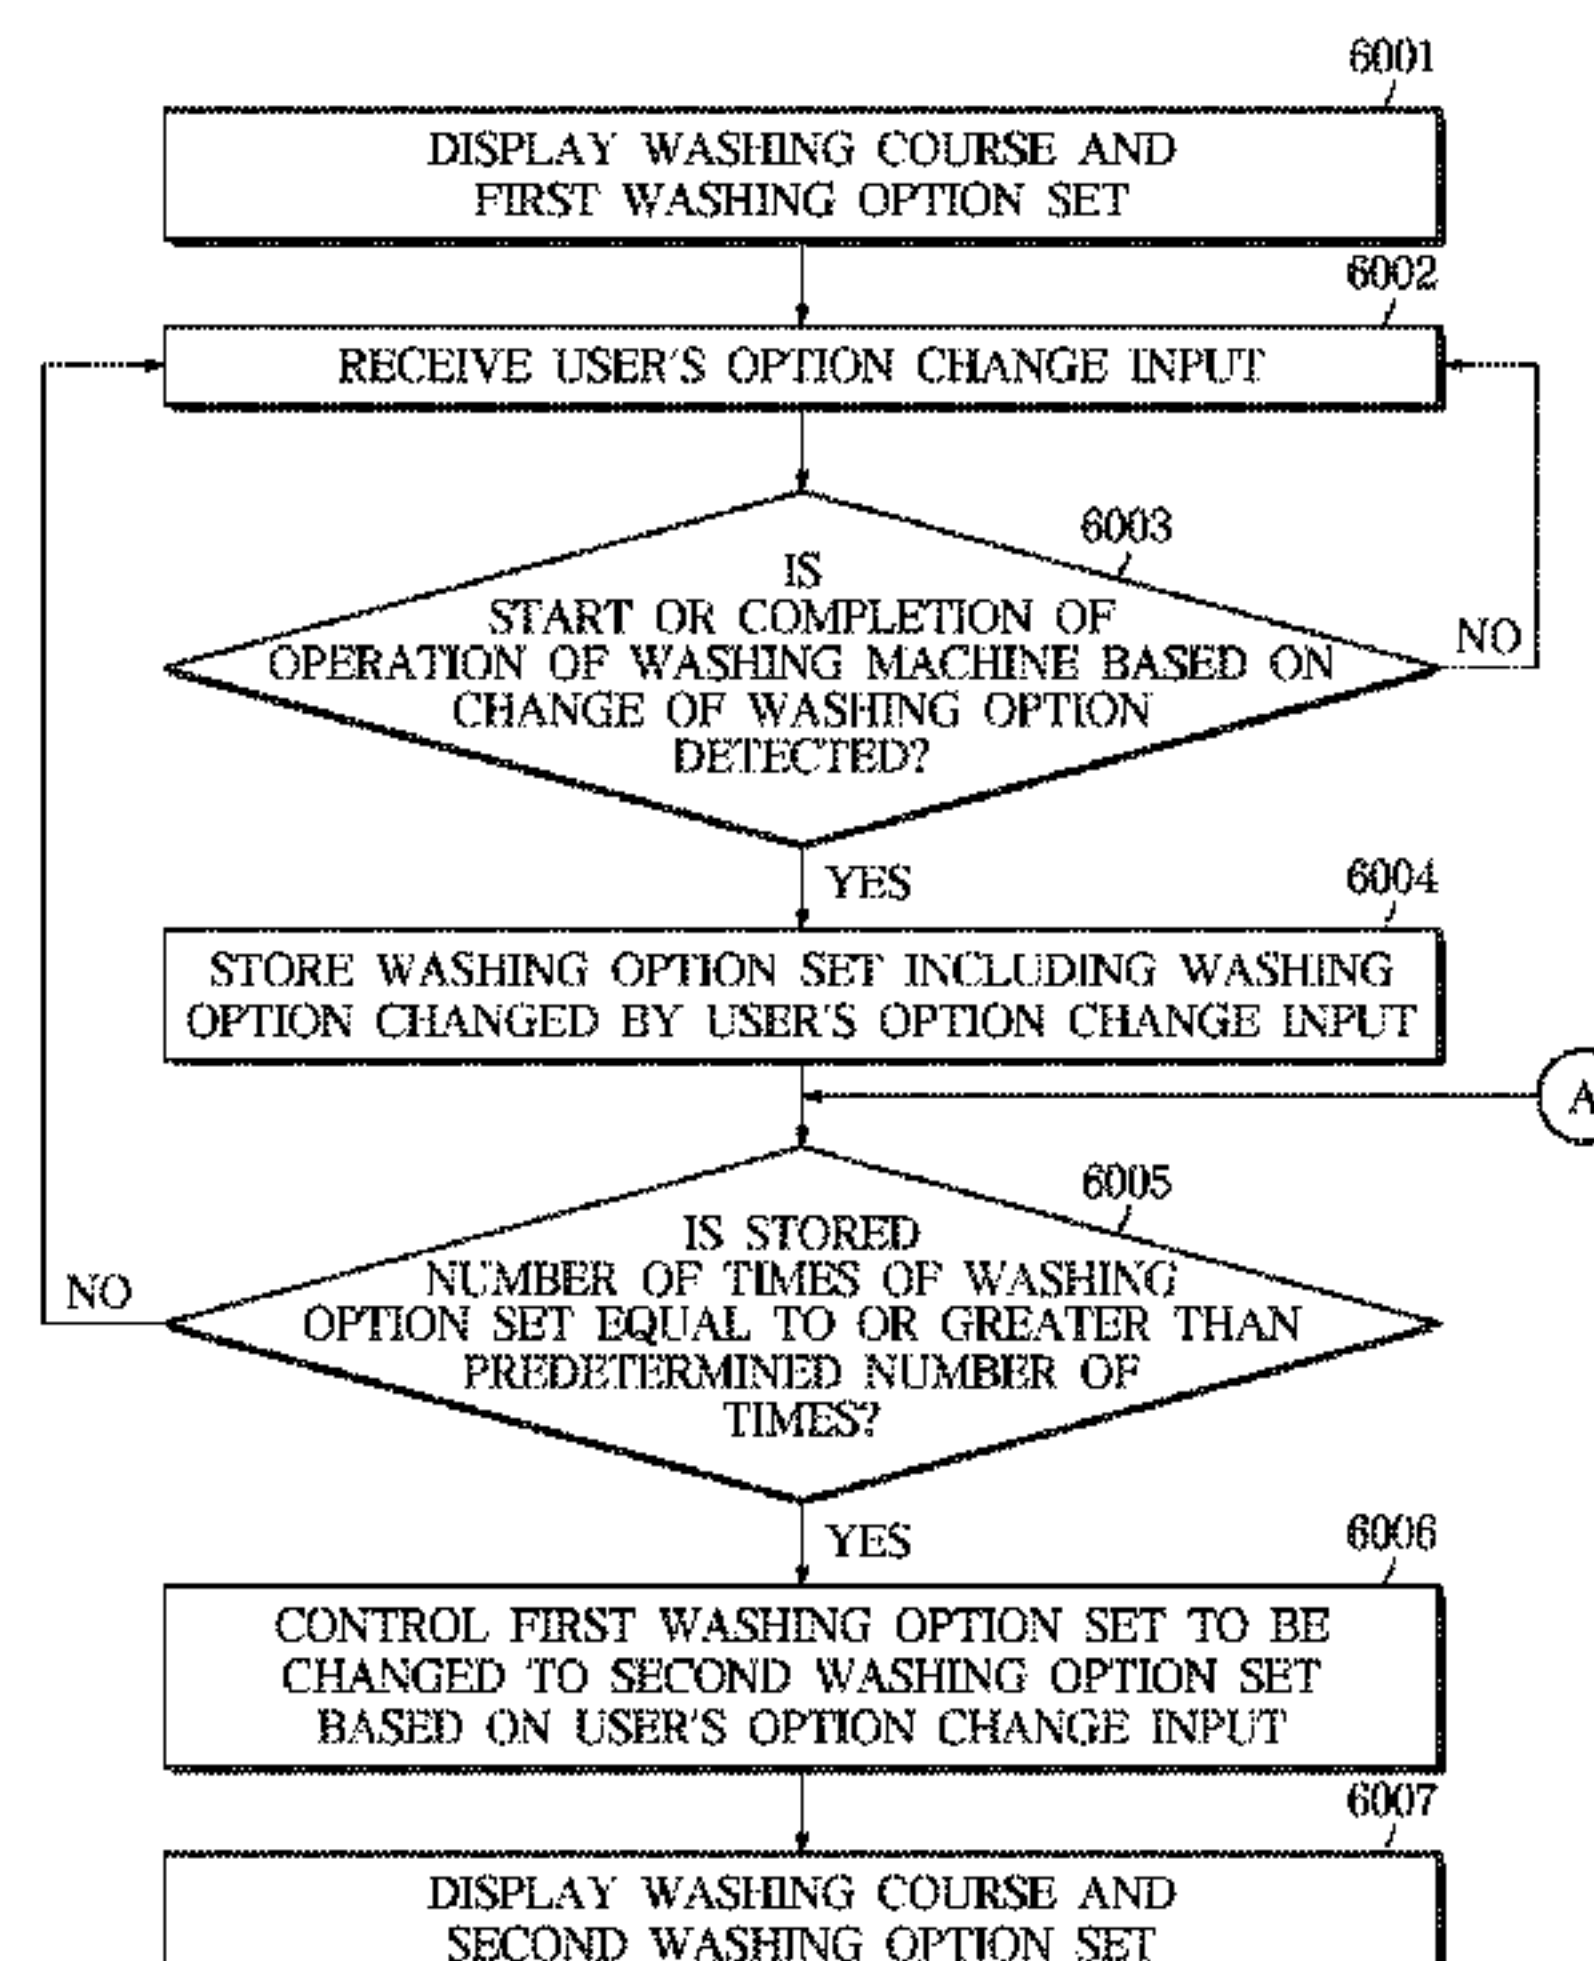 6001
DISPLAY WASHING COURSE AND
FIRST WASHING OPTION SET
6002
RECEIVE USER'S OPTION CHANGE INPUT
6003
IS
START OR COMPLETION OF
OPERATION OF WASHING MACHINE BASED ON
CHANGE OF WASHING OPTION
DETECTED?
NO
YES
6004
STORE WASHING OPTION SET INCLUDING WASHING
OPTION CHANGED BY USER'S OPTION CHANGE INPUT
A
6005
IS STORED
NUMBER OF TIMES OF WASHING
OPTION SET EQUAL TO OR GREATER THAN
PREDETERMINED NUMBER OF
TIMES?
NO
YES
6006
CONTROL FIRST WASHING OPTION SET TO BE
CHANGED TO SECOND WASHING OPTION SET
BASED ON USER'S OPTION CHANGE INPUT
6007
DISPLAY WASHING COURSE AND
SECOND WASHING OPTION SET